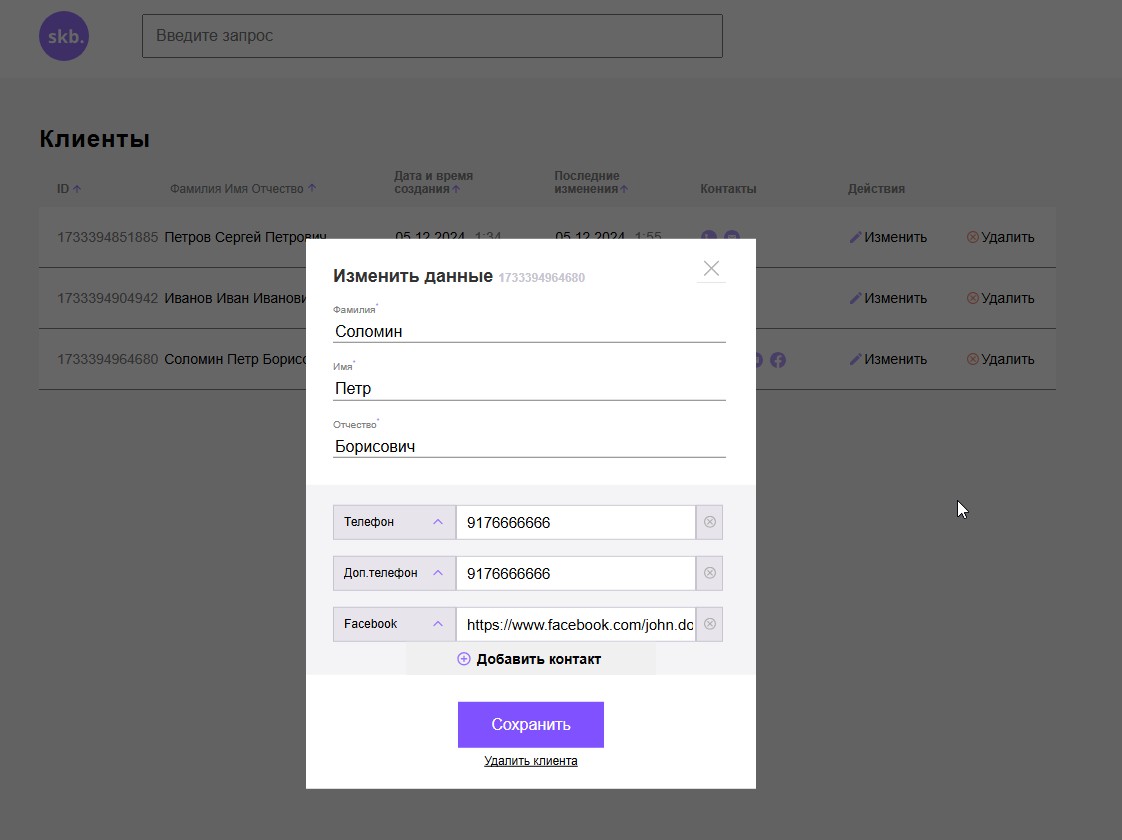 skb.
Введите запрос
Клиенты
ID Фамилия Имя Отчество Дата и время создания Последние изменения Контакты Действия
1733394851885 Петров Сергей Петрович 05.12.2024 1:34 05.12.2024 1:55 Изменить Удалить
1733394904942 Иванов Иван Иванови Изменить Удалить
1733394964680 Соломин Петр Борисо Изменить Удалить
Изменить данные 1733394964680
Фамилия*
Соломин
Имя*
Петр
Отчество*
Борисович
Телефон 9176666666
Доп.телефон 9176666666
Facebook https://www.facebook.com/john.do
Добавить контакт
Сохранить
Удалить клиента